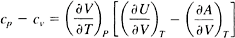 c_P - c_v = (∂V/∂T)_P [(∂U/∂V)_T - (∂A/∂V)_T]